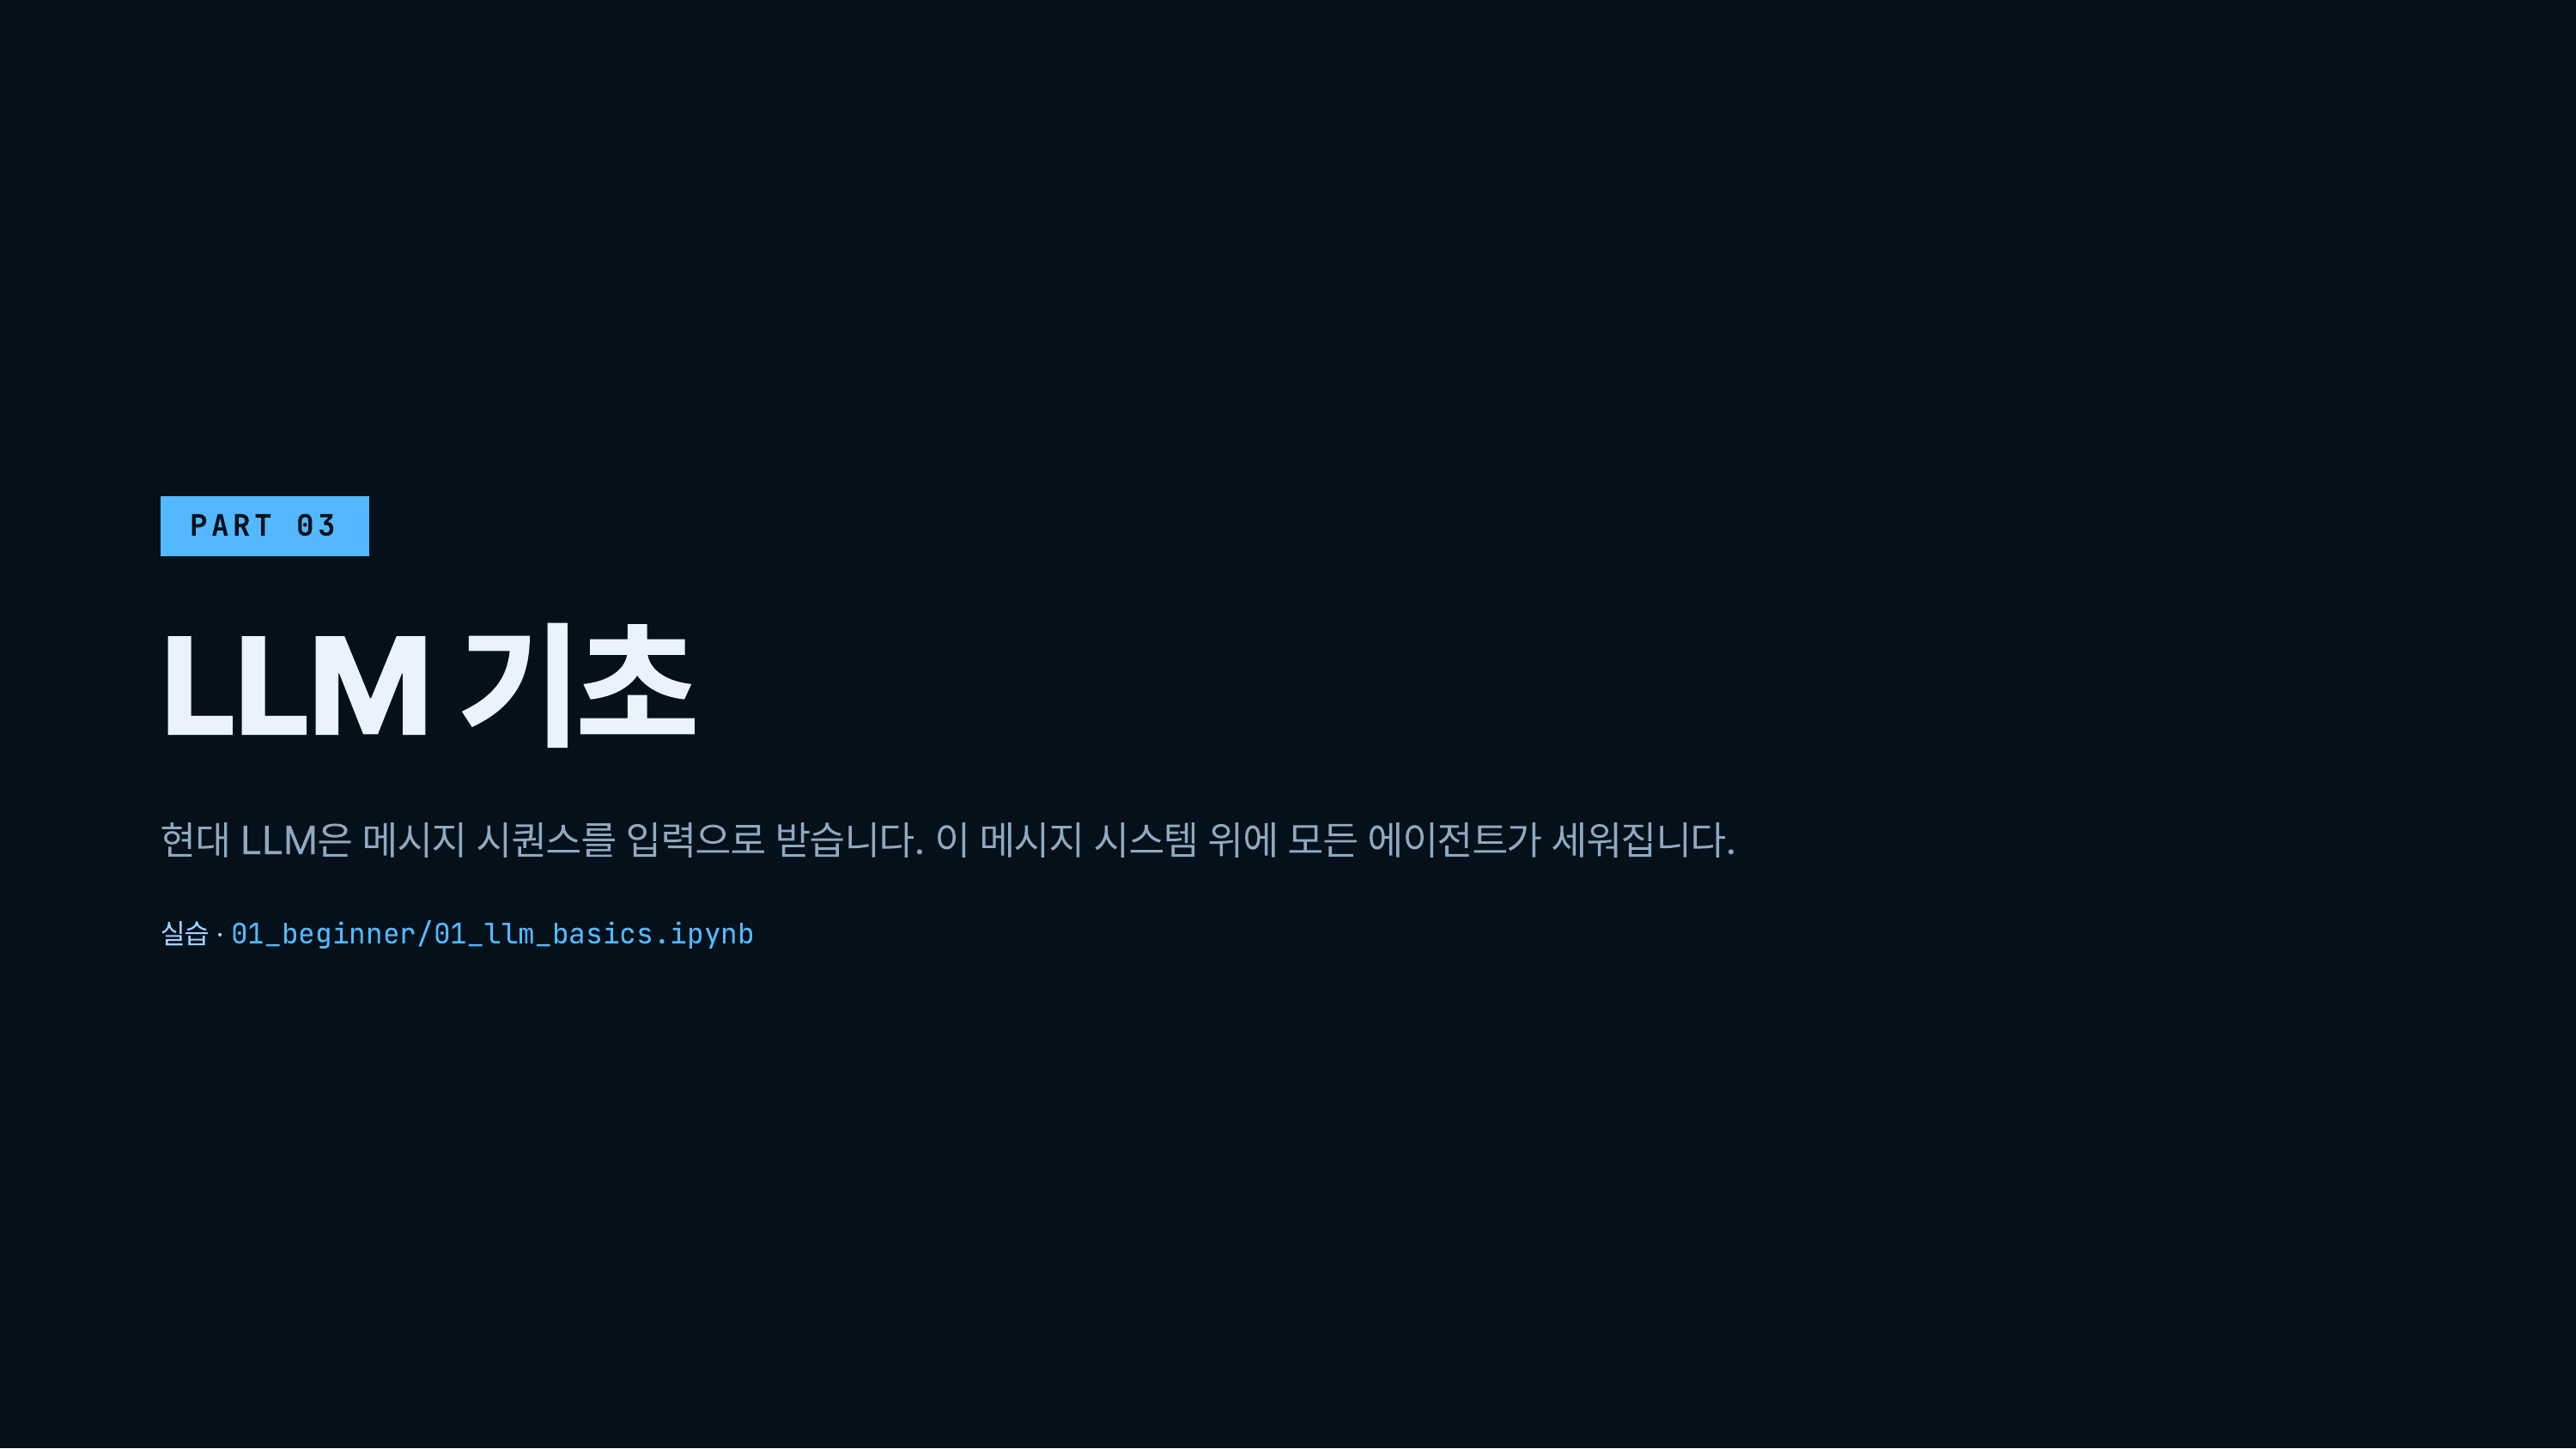 PART 03
LLM 기초
현대 LLM은 메시지 시퀀스를 입력으로 받습니다. 이 메시지 시스템 위에 모든 에이전트가 세워집니다.
실습 · 01_beginner/01_llm_basics.ipynb